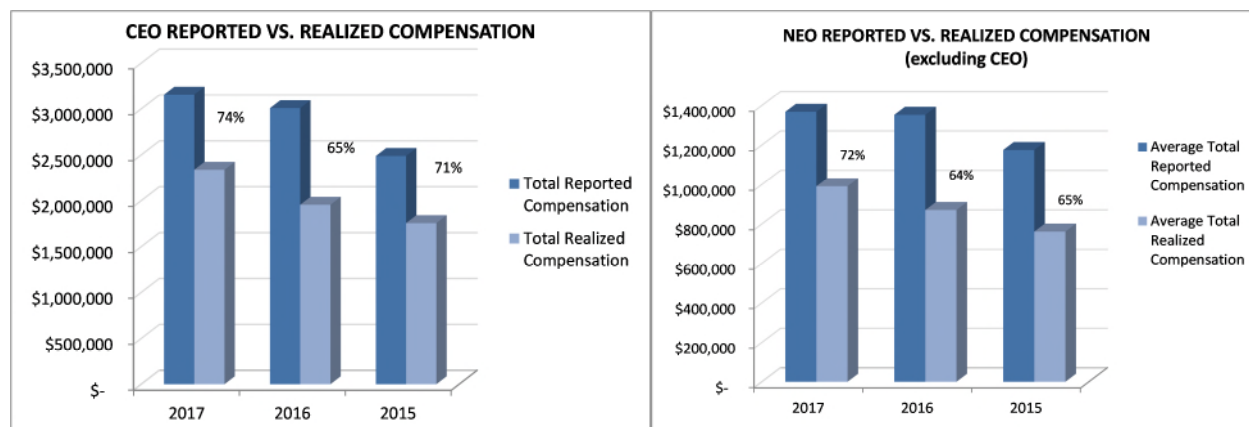 CEO REPORTED VS. REALIZED COMPENSATION
$3,500,000
$3,000,000
$2,500,000
$2,000,000
$1,500,000
$1,000,000
$500,000
$-
74%
65%
71%
2017
2016
2015
Total Reported
Compensation
Total Realized
Compensation
NEO REPORTED VS. REALIZED COMPENSATION
(excluding CEO)
$1,400,000
$1,200,000
$1,000,000
$800,000
$600,000
$400,000
$200,000
$-
72%
64%
65%
2017
2016
2015
Average Total
Reported
Compensation
Average Total
Realized
Compensation